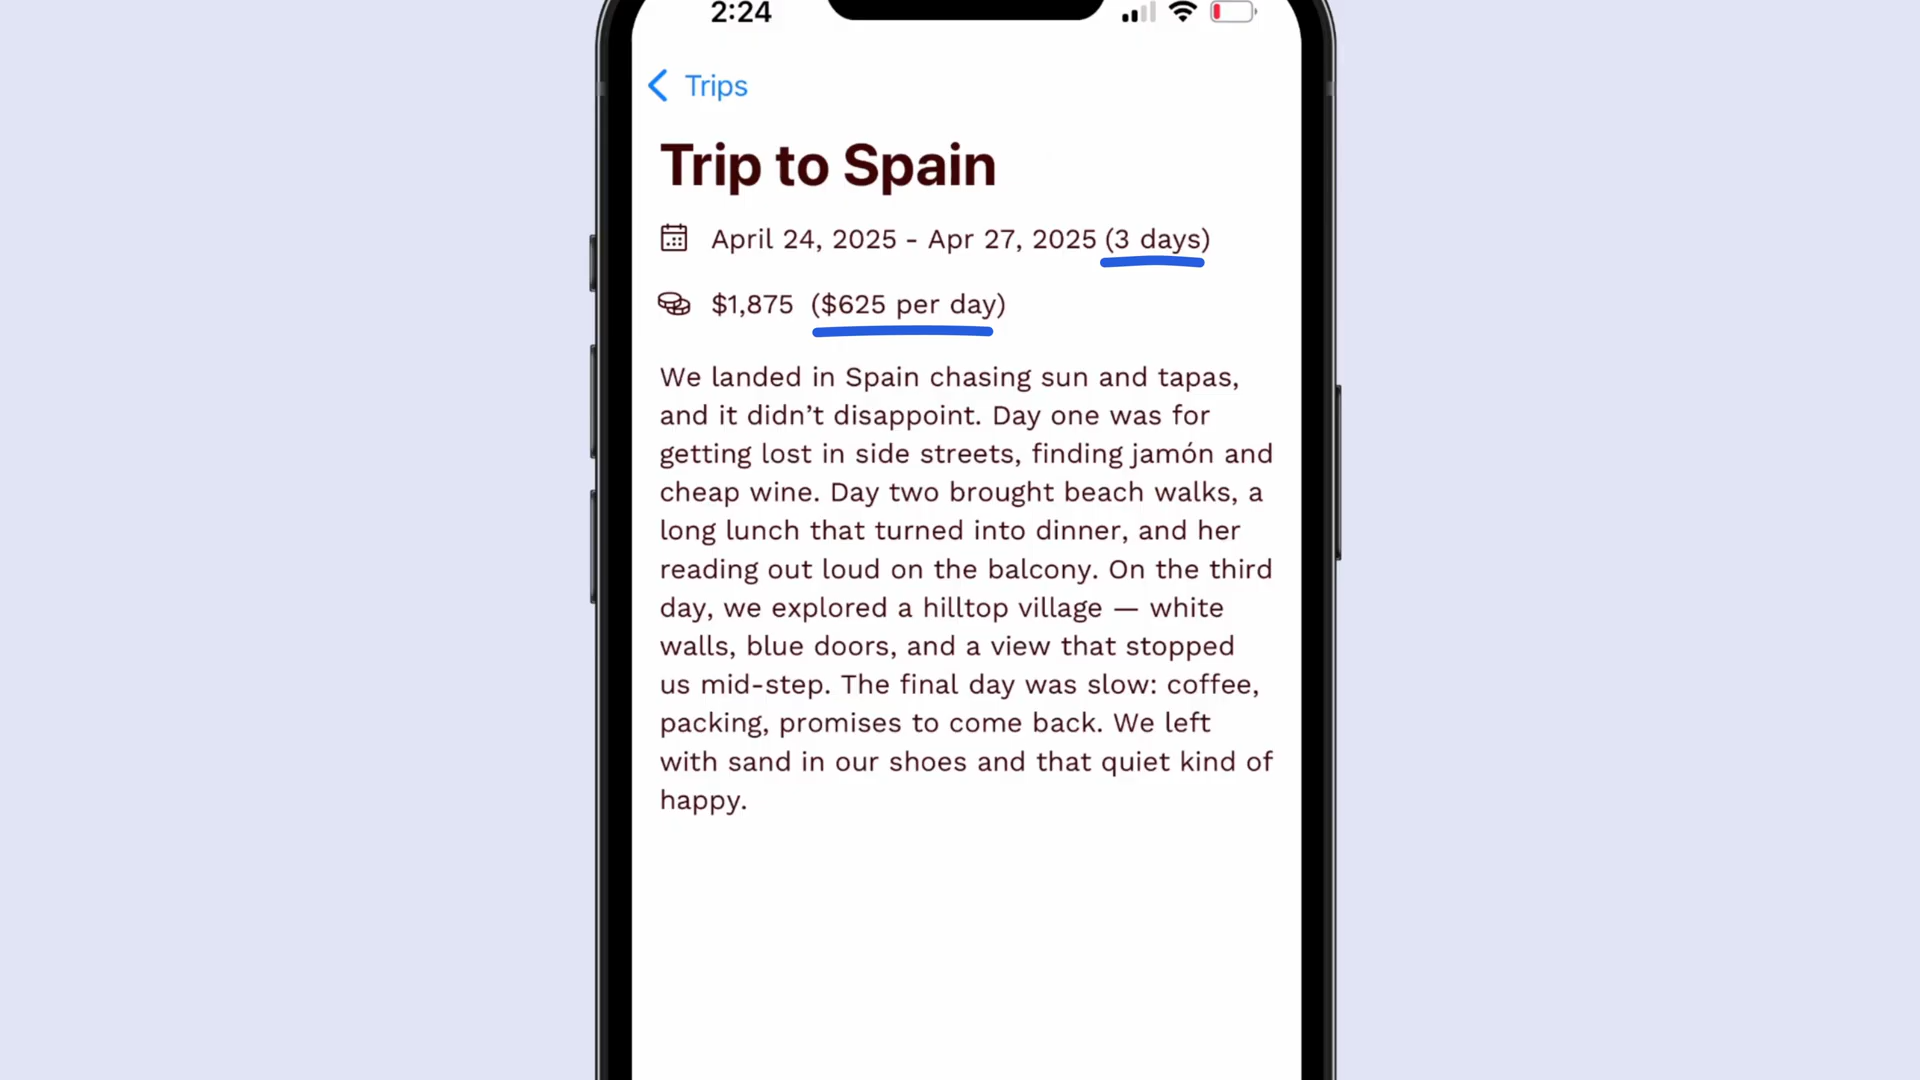 2:24
Trips
Trip to Spain
April 24, 2025 - Apr 27, 2025 (3 days)
$1,875 ($625 per day)
We landed in Spain chasing sun and tapas,
and it didn’t disappoint. Day one was for
getting lost in side streets, finding jamón and
cheap wine. Day two brought beach walks, a
long lunch that turned into dinner, and her
reading out loud on the balcony. On the third
day, we explored a hilltop village — white
walls, blue doors, and a view that stopped
us mid-step. The final day was slow: coffee,
packing, promises to come back. We left
with sand in our shoes and that quiet kind of
happy.